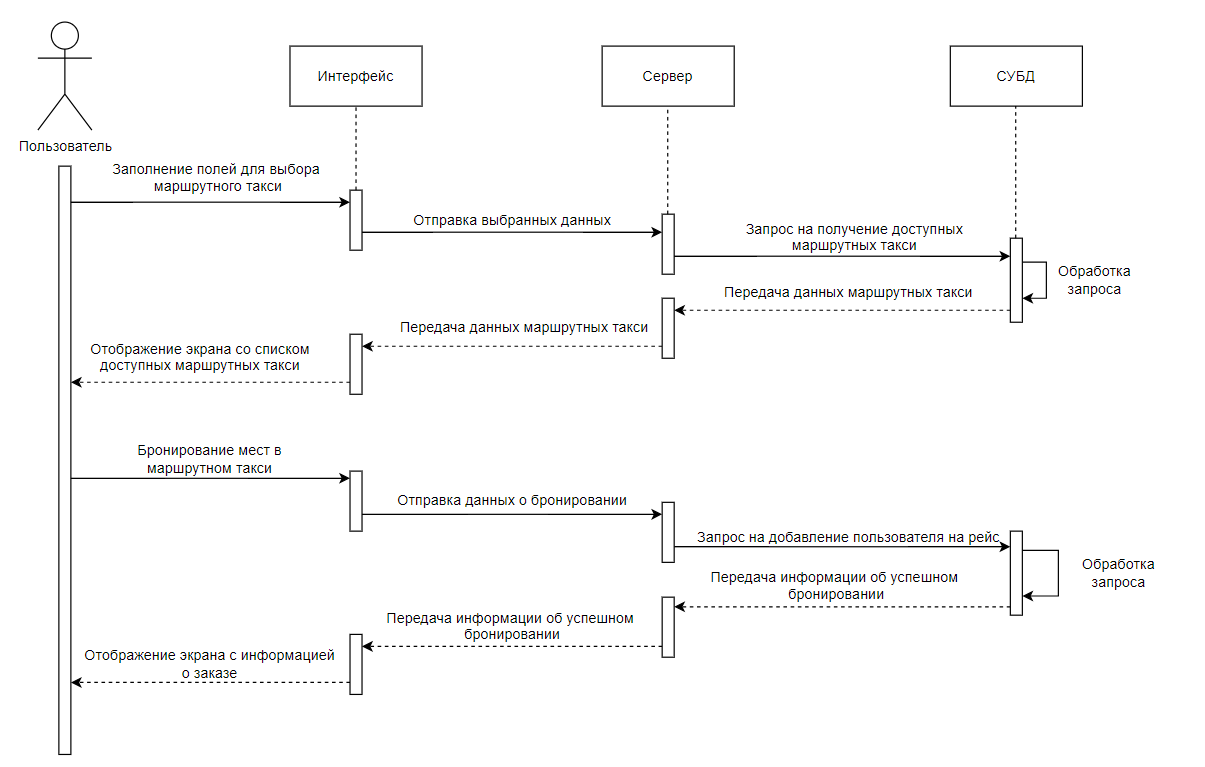 Интерфейс
Сервер
СУБД
Пользователь
Заполнение полей для выбора
маршрутного такси
Отправка выбранных данных
Запрос на получение доступных
маршрутных такси
Обработка
запроса
Передача данных маршрутных такси
Передача данных маршрутных такси
Отображение экрана со списком
доступных маршрутных такси
Бронирование мест в
маршрутном такси
Отправка данных о бронировании
Запрос на добавление пользователя на рейс
Обработка
запроса
Передача информации об успешном
бронировании
Передача информации об успешном
бронировании
Отображение экрана с информацией
о заказе